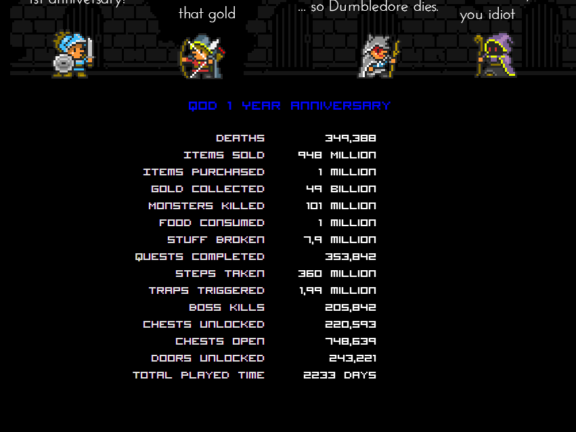 1st anniversary!
that gold
... so Dumbledore dies.
you idiot
QOD 1 YEAR ANNIVERSARY
DEATHS 349,388
ITEMS SOLD 948 MILLION
ITEMS PURCHASED 1 MILLION
GOLD COLLECTED 49 BILLION
MONSTERS KILLED 101 MILLION
FOOD CONSUMED 1 MILLION
STUFF BROKEN 7,9 MILLION
QUESTS COMPLETED 353,842
STEPS TAKEN 360 MILLION
TRAPS TRIGGERED 1,99 MILLION
BOSS KILLS 205,842
CHESTS UNLOCKED 220,593
CHESTS OPEN 748,639
DOORS UNLOCKED 243,221
TOTAL PLAYED TIME 2233 DAYS